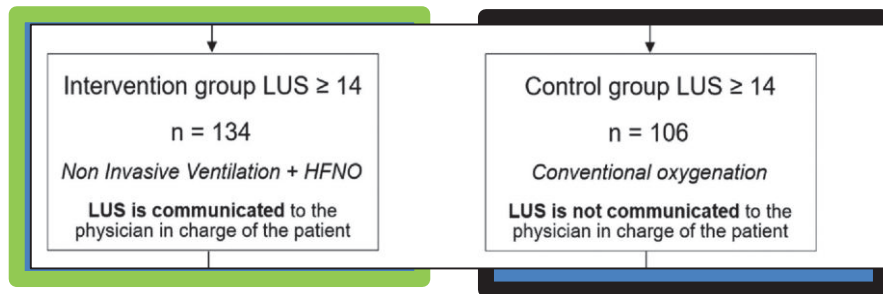 Intervention group LUS ≥ 14
n = 134
Non Invasive Ventilation + HFNO
LUS is communicated to the
physician in charge of the patient
Control group LUS ≥ 14
n = 106
Conventional oxygenation
LUS is not communicated to the
physician in charge of the patient